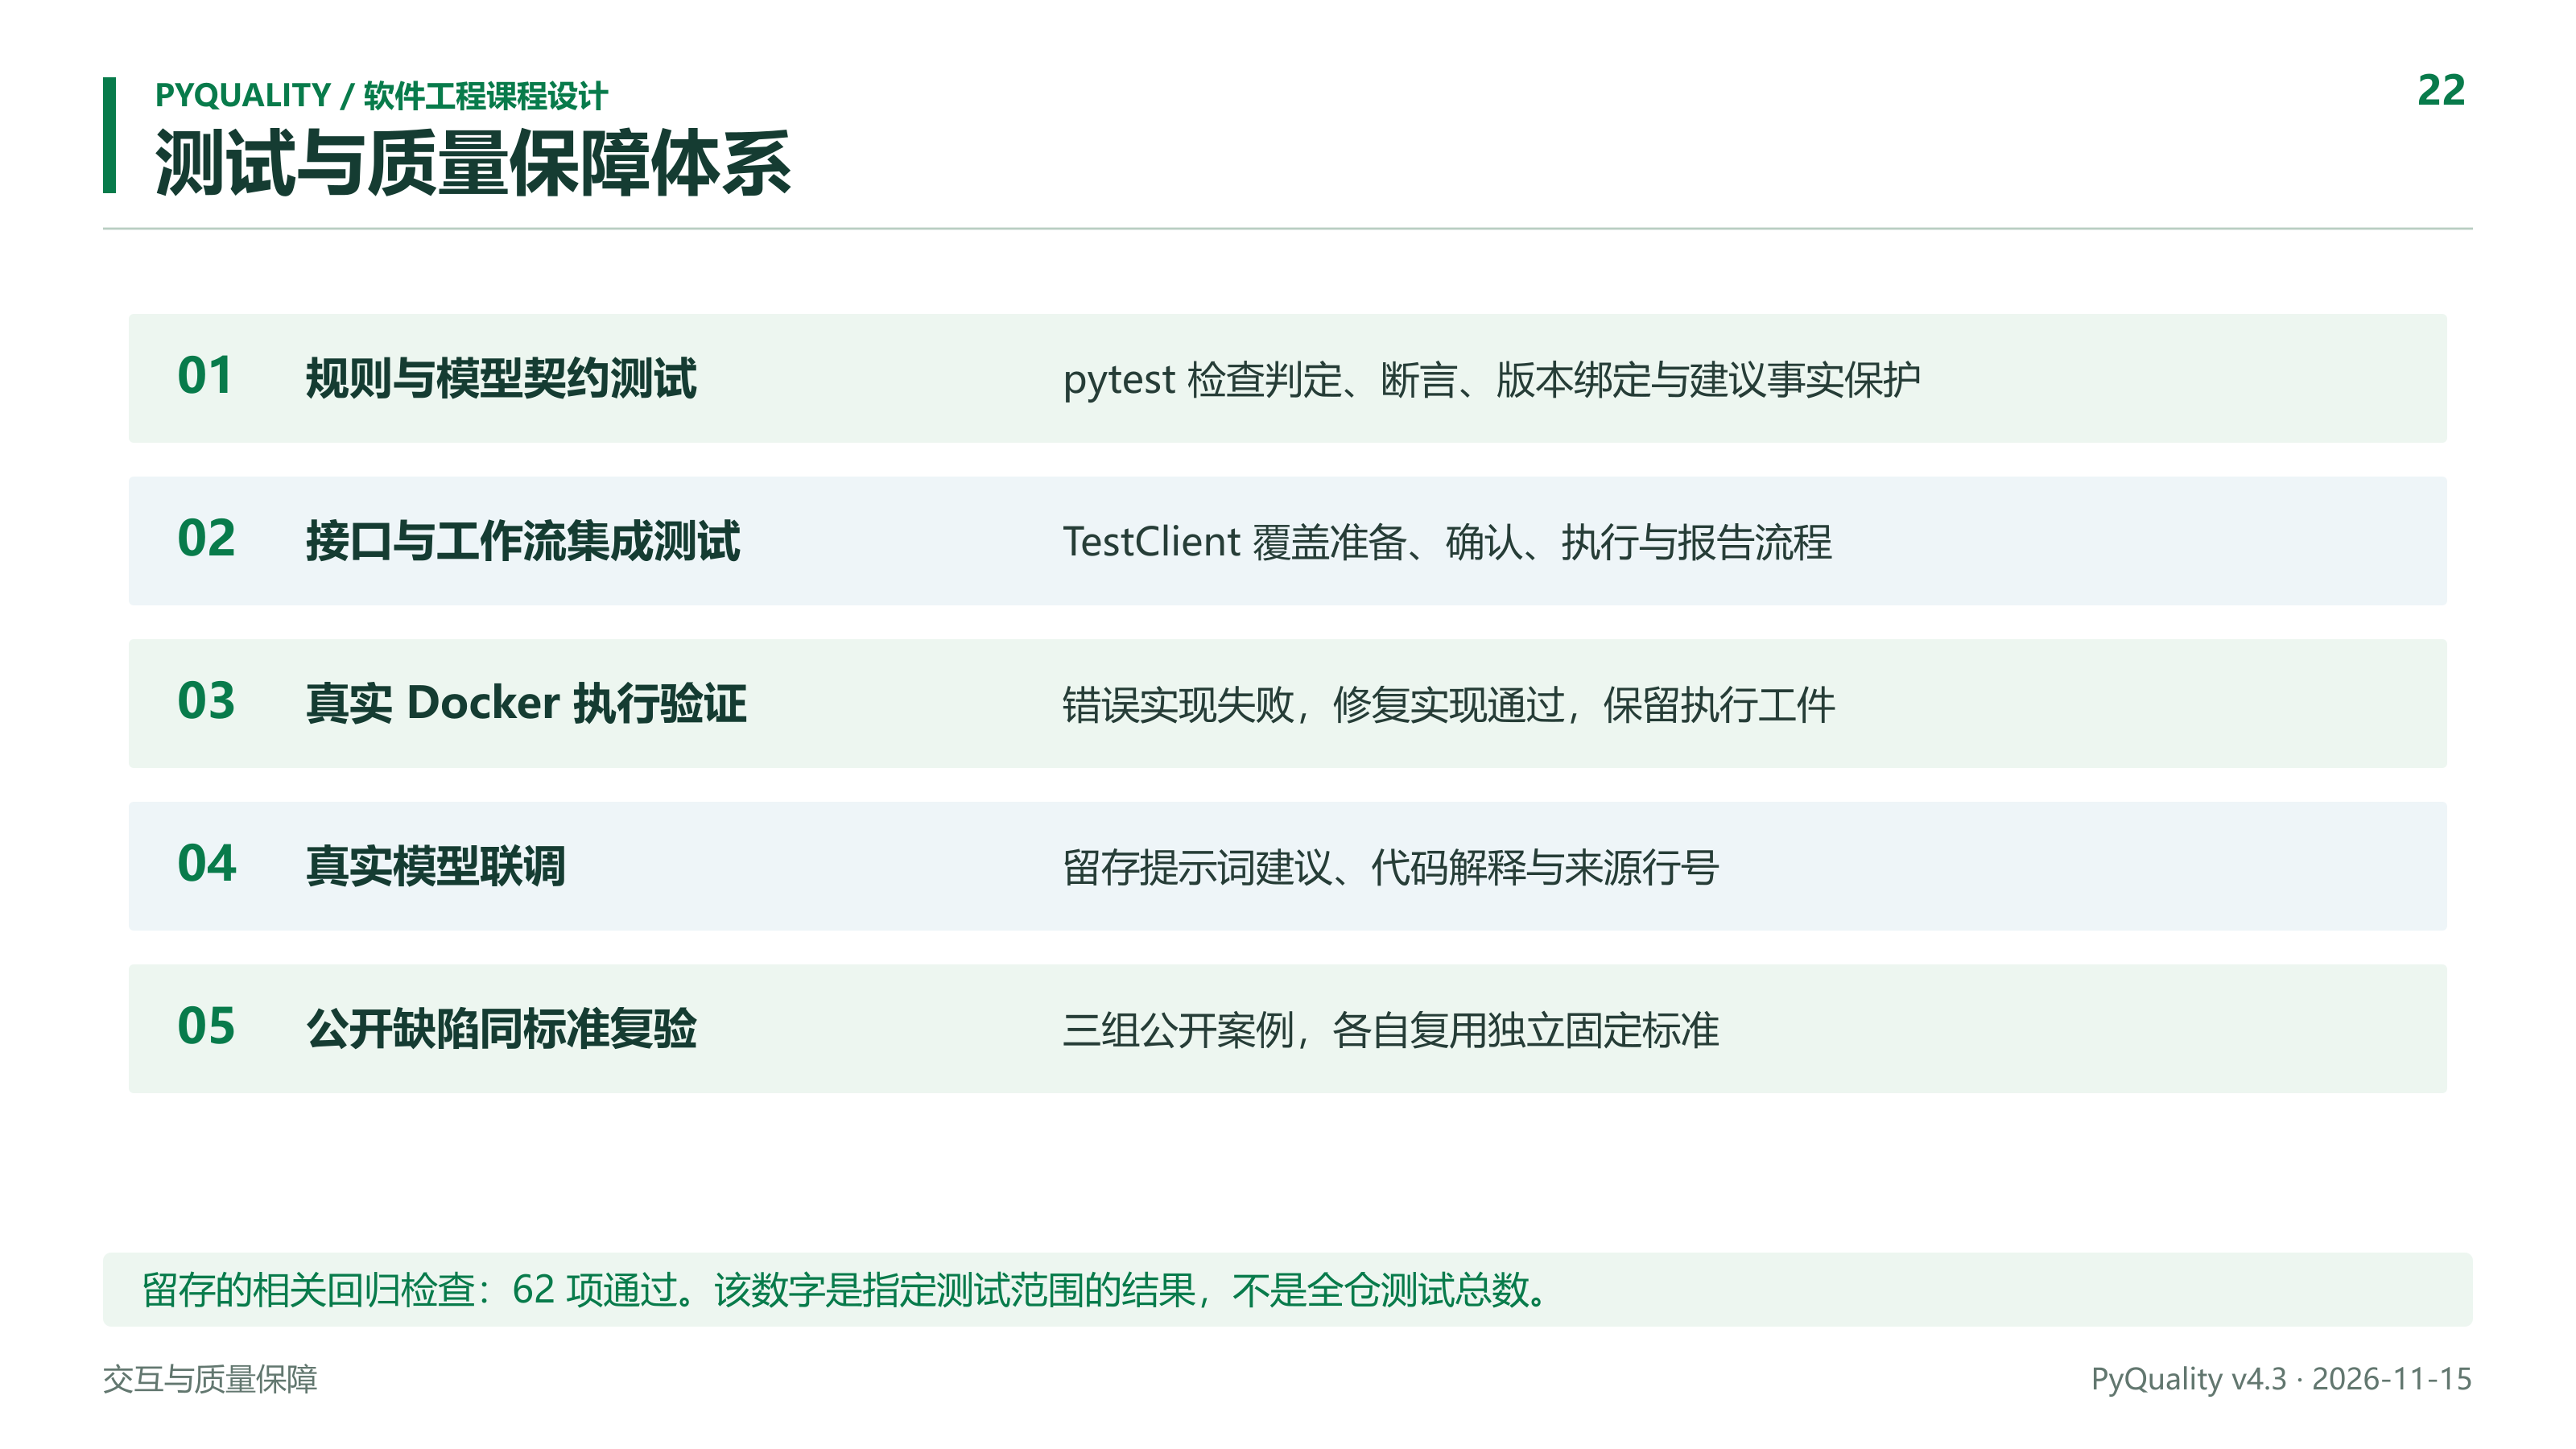 PYQUALITY / 软件工程课程设计
22
测试与质量保障体系
01 规则与模型契约测试 pytest 检查判定、断言、版本绑定与建议事实保护
02 接口与工作流集成测试 TestClient 覆盖准备、确认、执行与报告流程
03 真实 Docker 执行验证 错误实现失败，修复实现通过，保留执行工件
04 真实模型联调 留存提示词建议、代码解释与来源行号
05 公开缺陷同标准复验 三组公开案例，各自复用独立固定标准
留存的相关回归检查：62 项通过。该数字是指定测试范围的结果，不是全仓测试总数。
交互与质量保障 PyQuality v4.3 · 2026-11-15